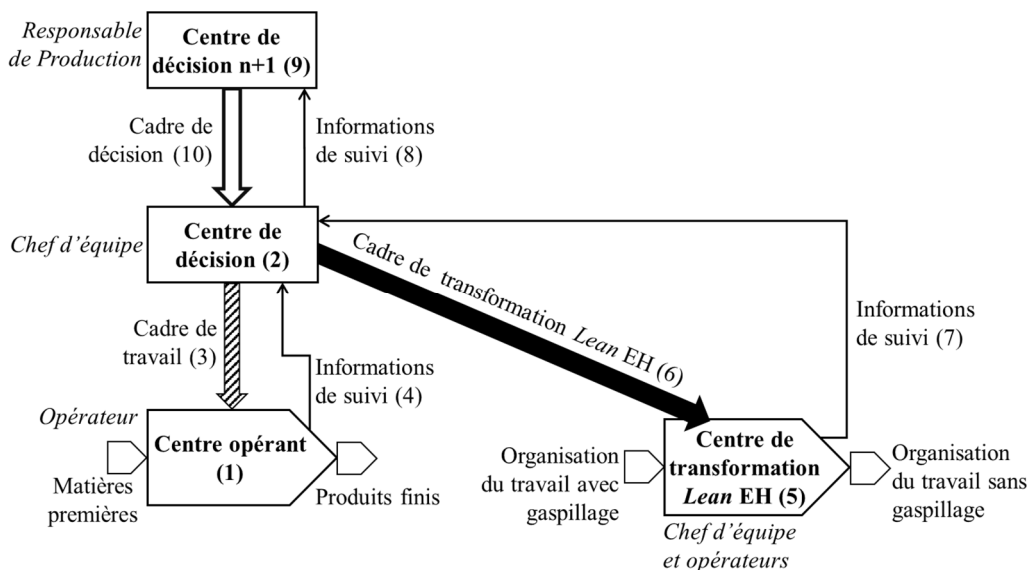 Responsable
de Production
Centre de
décision n+1 (9)
Cadre de
décision (10)
Informations
de suivi (8)
Chef d’équipe
Centre de
décision (2)
Cadre de transformation Lean EH (6)
Cadre de
travail (3)
Informations
de suivi (4)
Informations
de suivi (7)
Opérateur
Centre opérant
(1)
Matières
premières
Produits finis
Organisation
du travail avec
gaspillage
Centre de
transformation
Lean EH (5)
Organisation
du travail sans
gaspillage
Chef d’équipe
et opérateurs